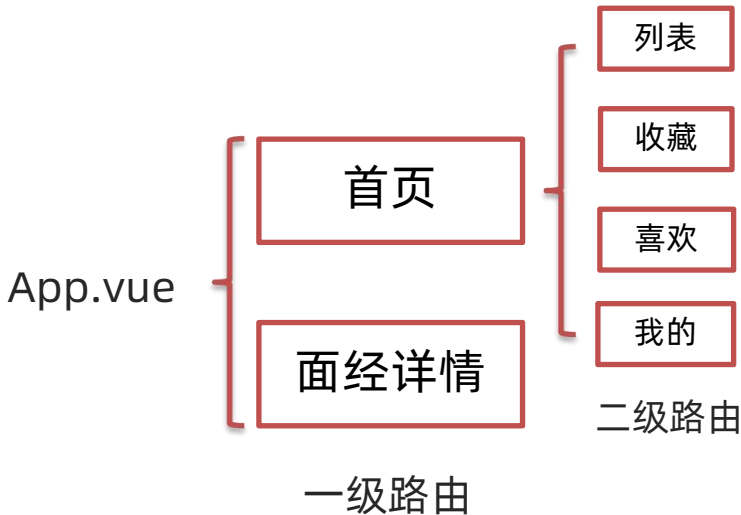 列表
收藏
首页
喜欢
App.vue
我的
面经详情
二级路由
一级路由